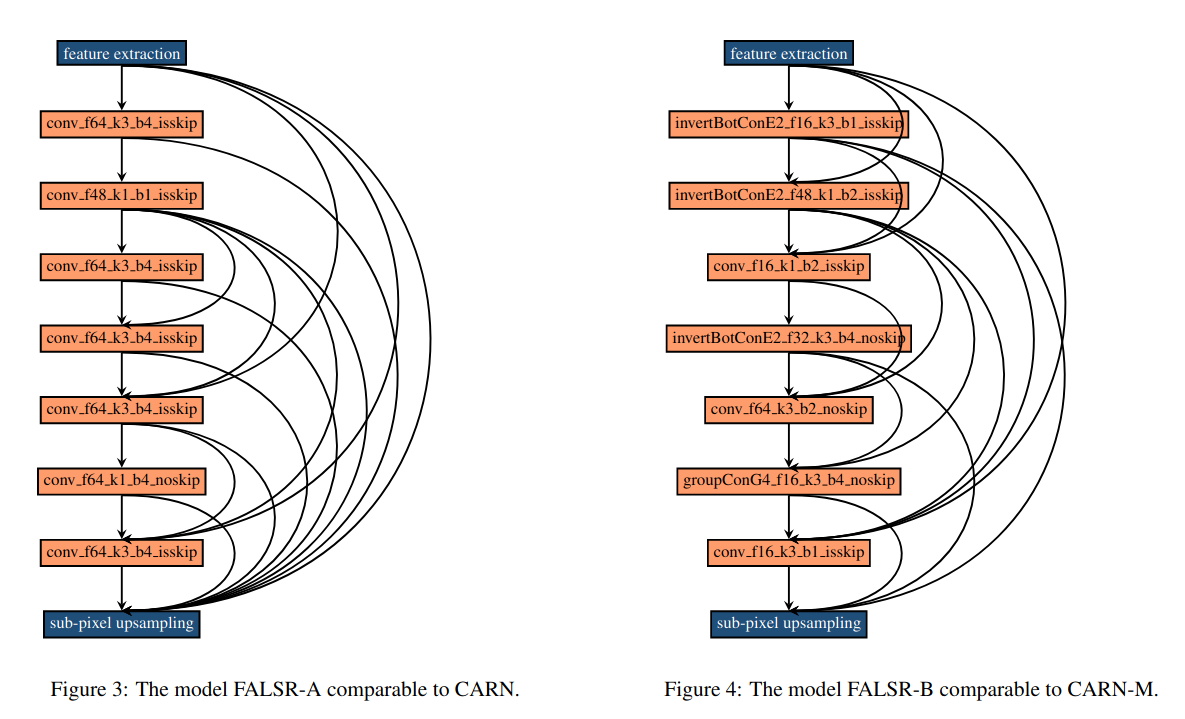 feature extraction
conv_f64_k3_b4_isskip
conv_f48_k1_b1_isskip
conv_f64_k3_b4_isskip
conv_f64_k3_b4_isskip
conv_f64_k3_b4_isskip
conv_f64_k1_b4_noskip
conv_f64_k3_b4_isskip
sub-pixel upsampling
Figure 3: The model FALSR-A comparable to CARN.
feature extraction
invertBotConE2_f16_k3_b1_isskip
invertBotConE2_f48_k1_b2_isskip
conv_f16_k1_b2_isskip
invertBotConE2_f32_k3_b4_noskip
conv_f64_k3_b2_noskip
groupConG4_f16_k3_b4_noskip
conv_f16_k3_b1_isskip
sub-pixel upsampling
Figure 4: The model FALSR-B comparable to CARN-M.